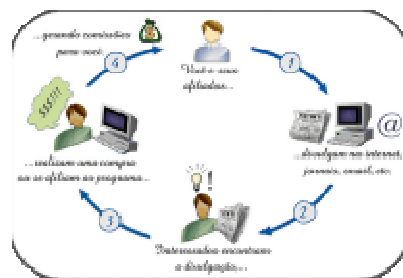 ...gerando comissões
para você.
4
Você e seus
afiliados...
1
$$$!!!
NEWS
@
...divulgam na internet,
jornais, email, etc.
...realizam uma compra
ou se afiliam ao programa...
2
3
Interessados encontram
a divulgação...